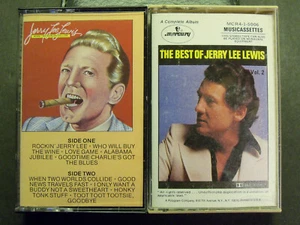 Jerry Lee Lewis
SIDE ONE
ROCKIN' JERRY LEE • WHO WILL BUY
THE WINE • LOVE GAME • ALABAMA
JUBILEE • GOODTIME CHARLIE'S GOT
THE BLUES
SIDE TWO
WHEN TWO WORLDS COLLIDE • GOOD
NEWS TRAVELS FAST • I ONLY WANT A
BUDDY NOT A SWEETHEART • HONKY
TONK STUFF • TOOT TOOT TOOTSIE,
GOODBYE
A Complete Album
MUSICASSETTES
THE BEST OF JERRY LEE LEWIS
Vol.2
DOLBY